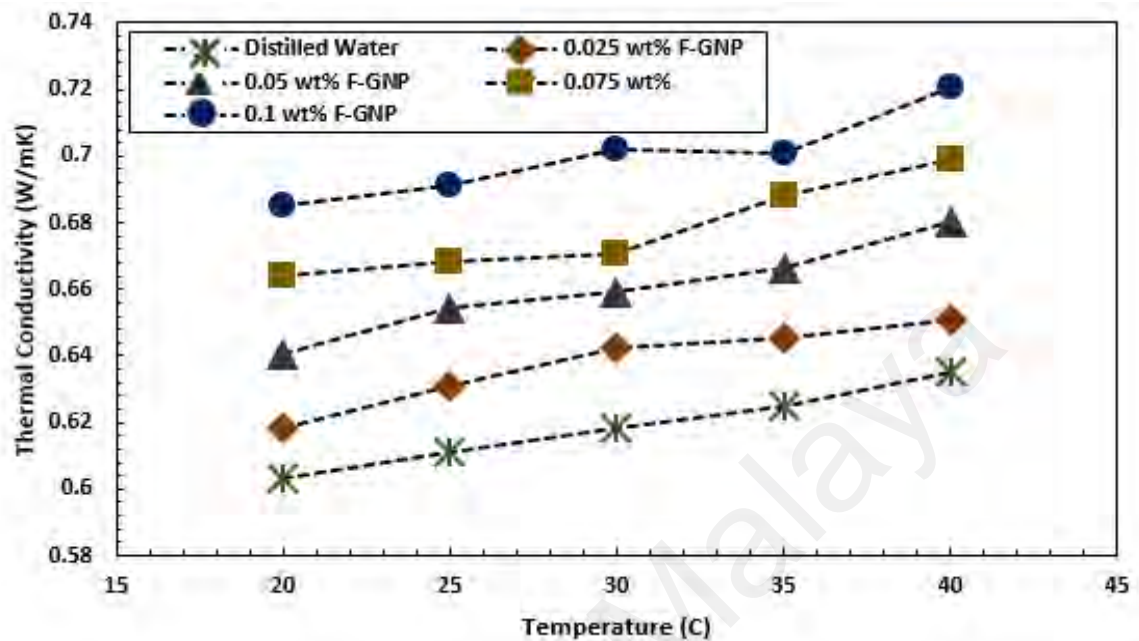 0.74
Distilled Water
0.025 wt% F-GNP
0.05 wt% F-GNP
0.075 wt%
0.1 wt% F-GNP
0.72
0.7
0.68
0.66
0.64
0.62
0.6
0.58
Thermal Conductivity (W/mK)
15 20 25 30 35 40 45
Temperature (C)
Malaya